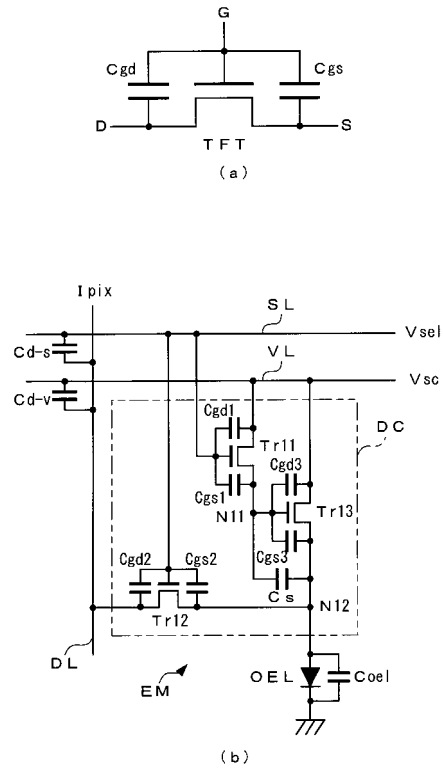 G
Cgd
Cgs
D
S
TFT
(a)
Ipix
SL
Vsel
Cd-s
VL
Vsc
Cd-v
DC
Cgd1
Tr11
Cgd3
Cgs1
N11
Tr13
Cgd2
Cgs2
Cgs3
Cs
Tr12
N12
DL
EM
OEL
Coel
(b)